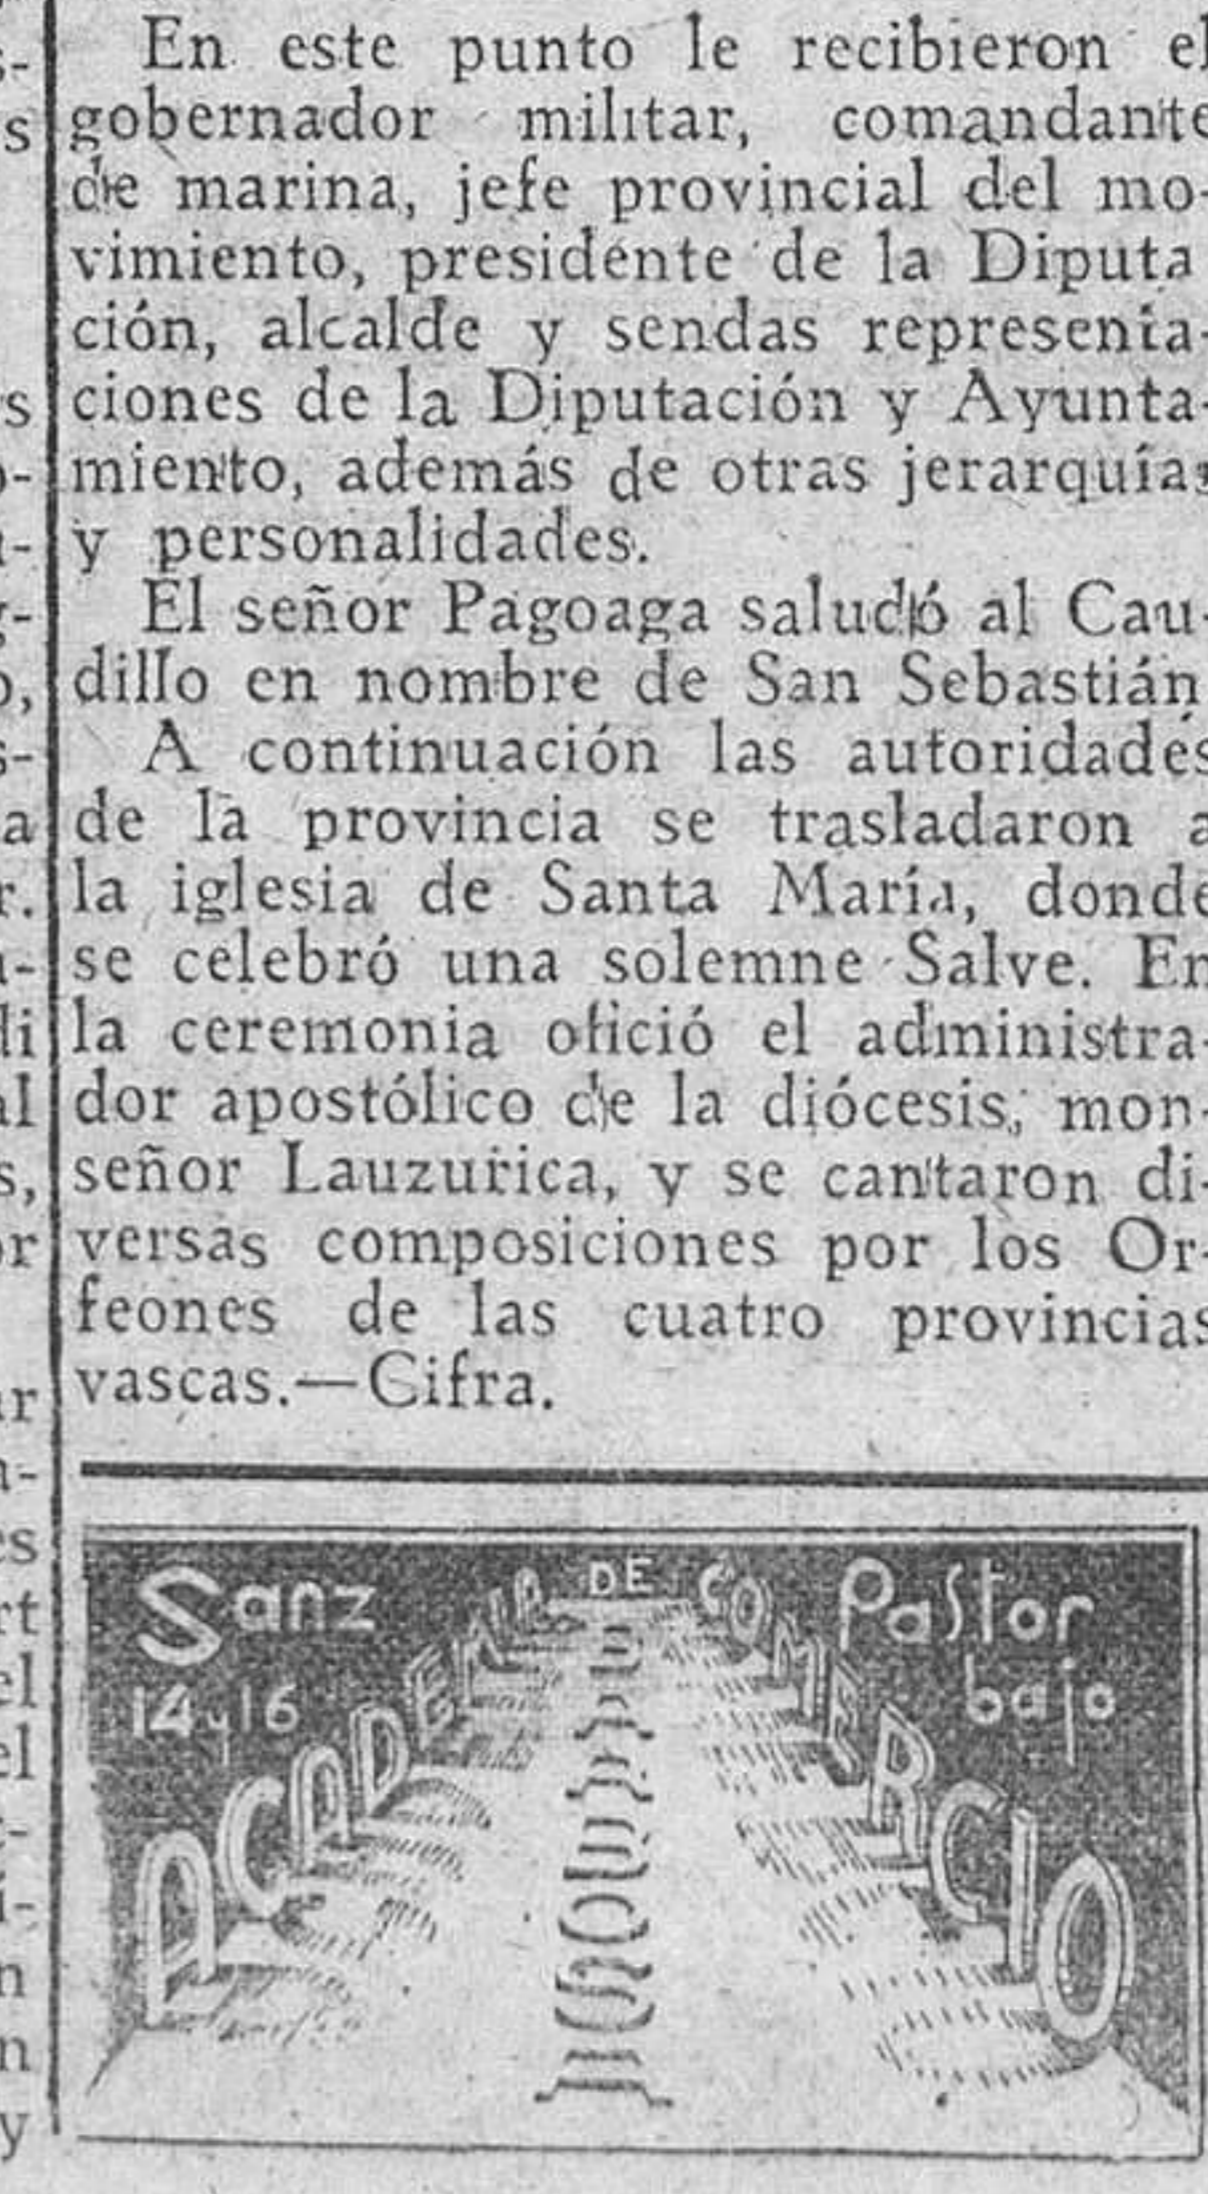 En este punto le recibieron el
gobernador militar, comandante
de marina, jefe provincial del mo-
vimiento, presidente de la Diputa
ción, alcalde y sendas representa-
ciones de la Diputación y Ayunta-
miento, además de otras jerarquías
y personalidades.
El señor Pagoaga saludó al Cau-
dillo en nombre de San Sebastián
A continuación las autoridades
de la provincia se trasladaron a
la iglesia de Santa María, donde
se celebró una solemne Salve. En
la ceremonia ofició el administra-
dor apostólico de la diócesis, mon-
señor Lauzurica, y se cantaron di-
versas composiciones por los Or-
feones de las cuatro provincias
vascas.—Cifra.
Sanz Pastor
14 y 16 bajo
ACADEMIA DE COMERCIO